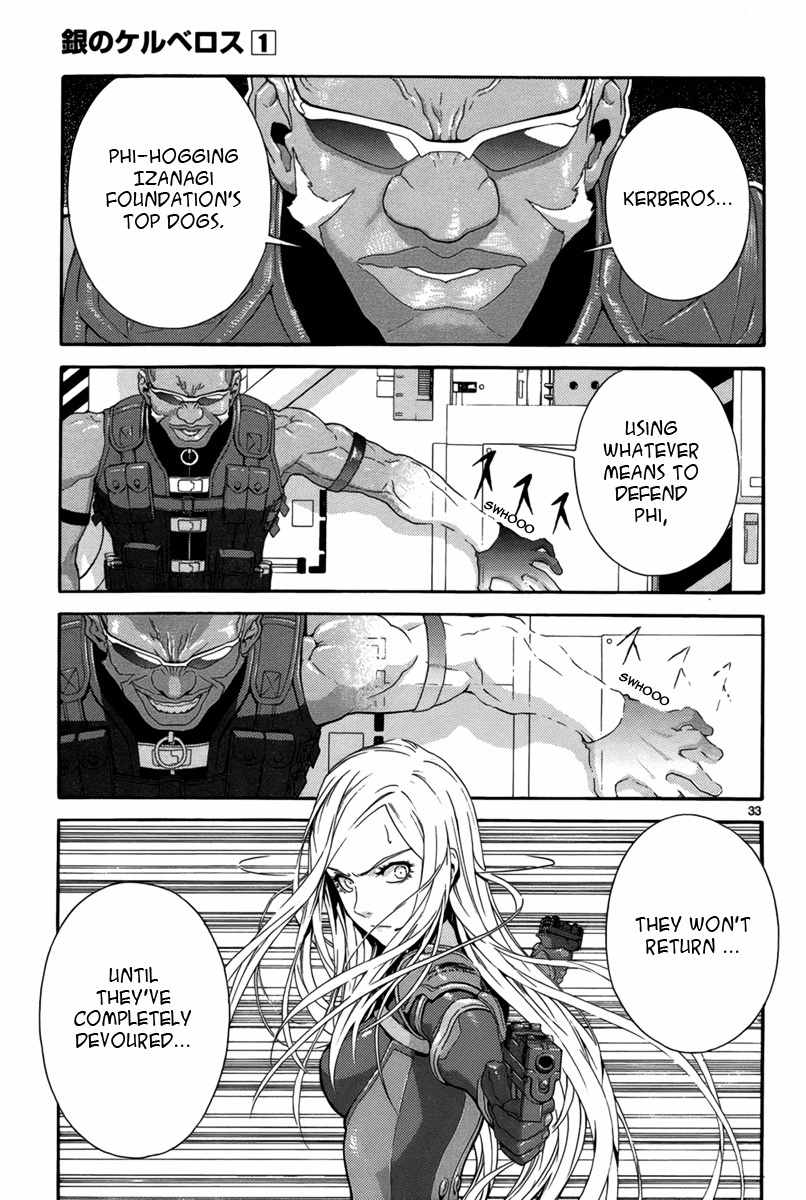 銀のケルベロス 1
KERBEROS...
PHI-HOGGING
IZANAGI
FOUNDATION'S
TOP DOGS.
USING
WHATEVER
MEANS TO
DEFEND
PHI,
SWHOOO
SWHOOO
33
THEY WON'T
RETURN ...
UNTIL
THEY'VE
COMPLETELY
DEVOURED...